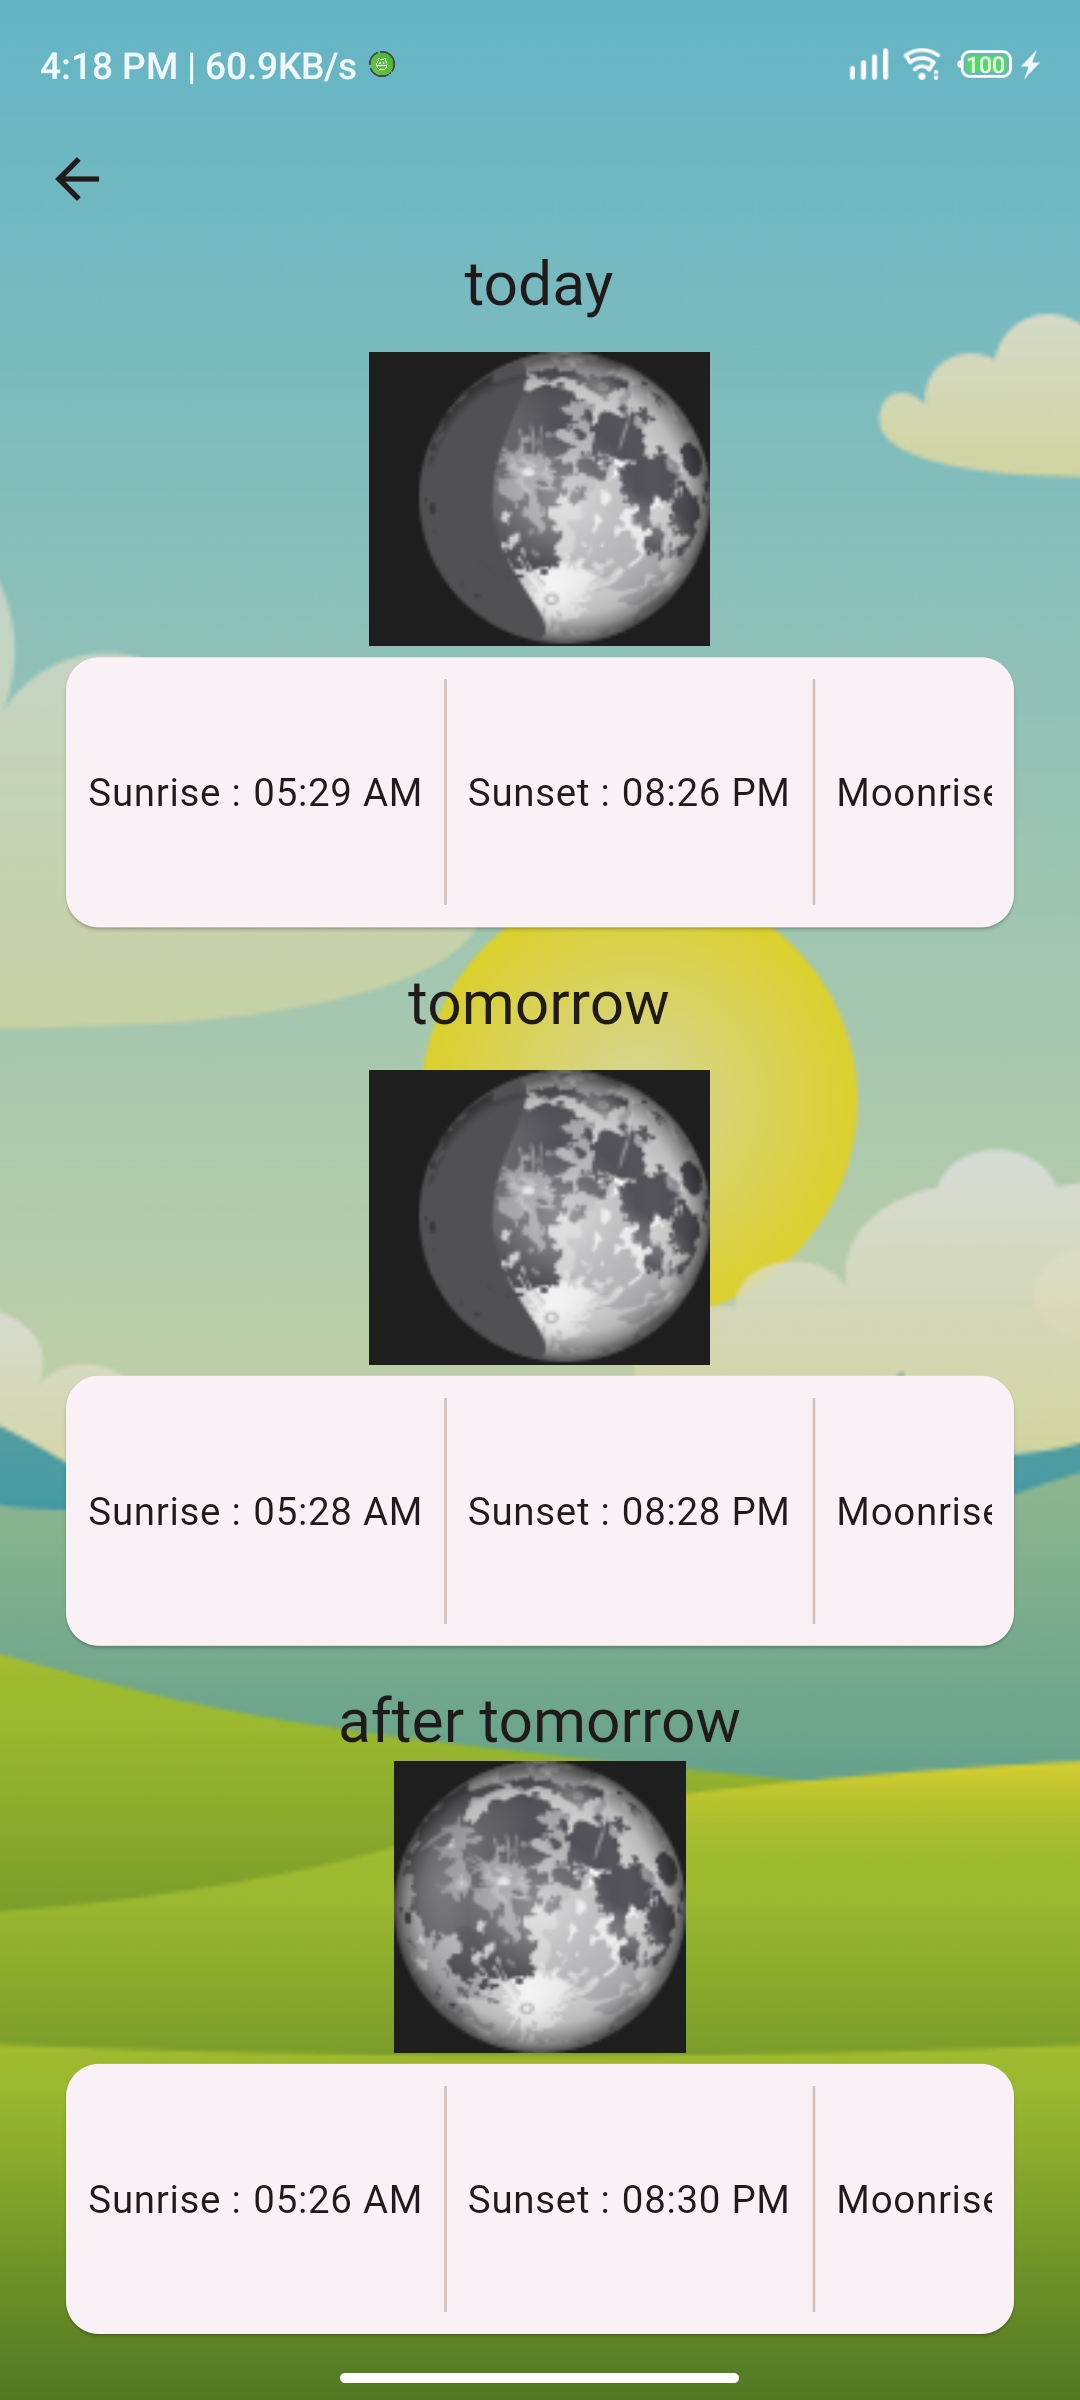 4:18 PM | 60.9KB/s
100
today
Sunrise : 05:29 AM
Sunset : 08:26 PM
Moonrise
tomorrow
Sunrise : 05:28 AM
Sunset : 08:28 PM
Moonrise
after tomorrow
Sunrise : 05:26 AM
Sunset : 08:30 PM
Moonrise